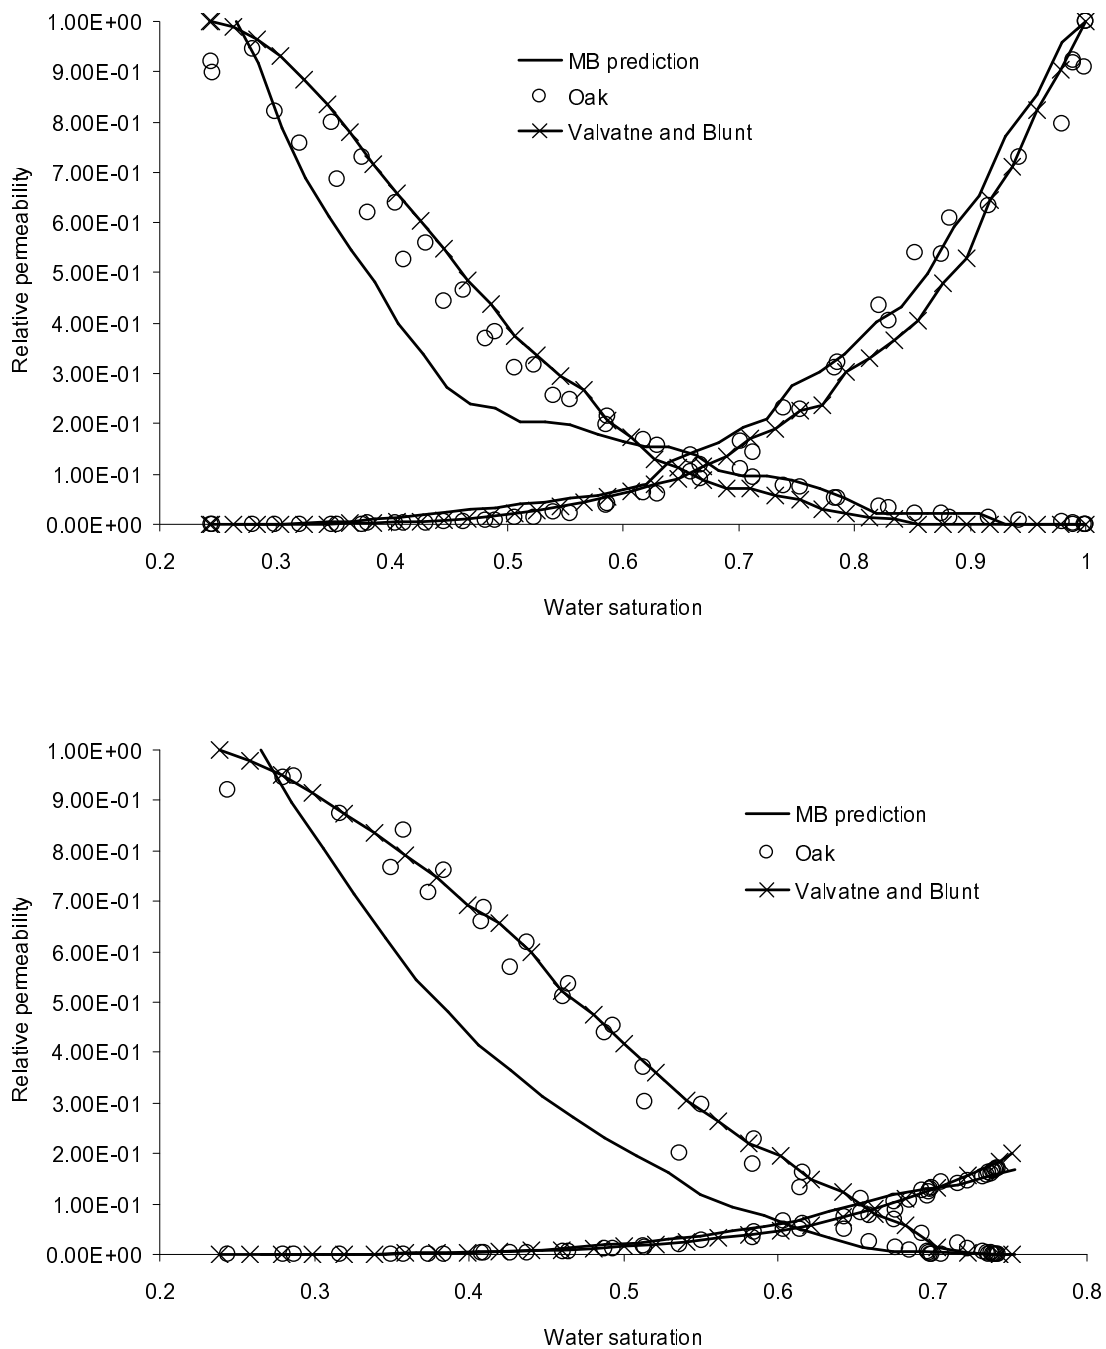 1.00E+00
9.00E-01
8.00E-01
7.00E-01
6.00E-01
5.00E-01
4.00E-01
3.00E-01
2.00E-01
1.00E-01
0.00E+00
Relative permeability
MB prediction
Oak
Valvatne and Blunt
0.2 0.3 0.4 0.5 0.6 0.7 0.8 0.9 1
Water saturation
1.00E+00
9.00E-01
8.00E-01
7.00E-01
6.00E-01
5.00E-01
4.00E-01
3.00E-01
2.00E-01
1.00E-01
0.00E+00
Relative permeability
MB prediction
Oak
Valvatne and Blunt
0.2 0.3 0.4 0.5 0.6 0.7 0.8
Water saturation